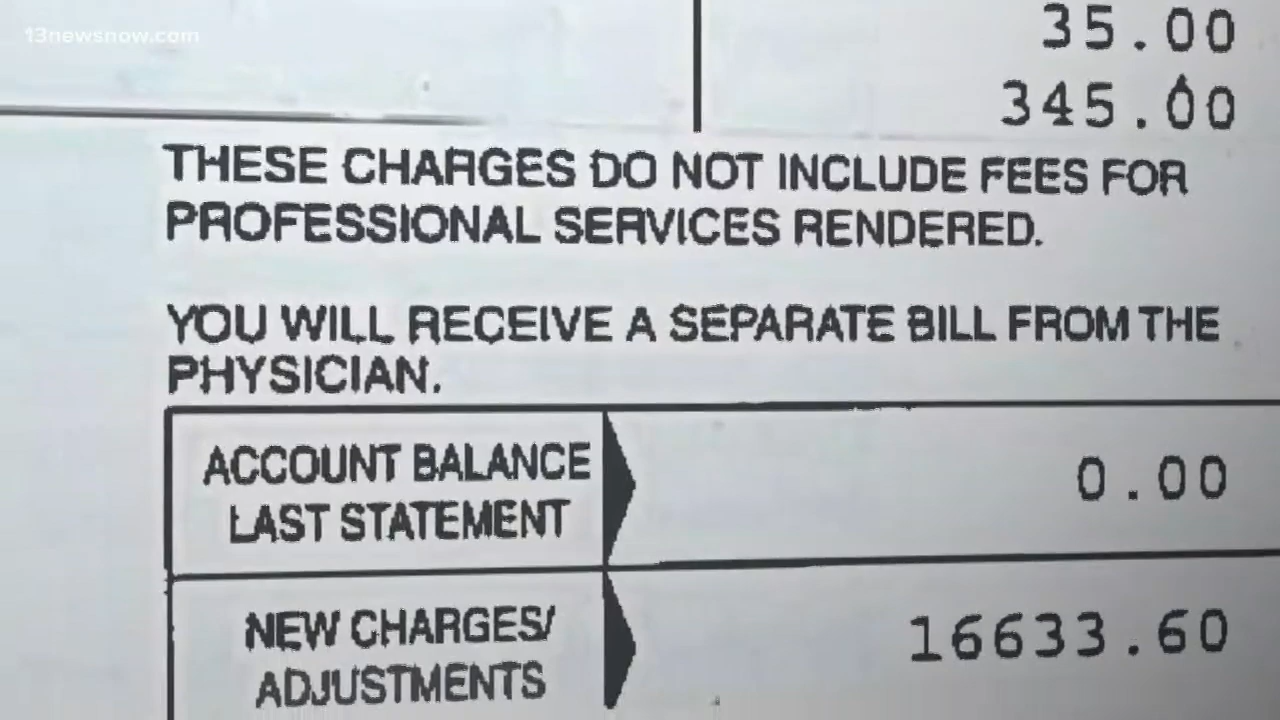 13newsnow.com
35.00
345.00
THESE CHARGES DO NOT INCLUDE FEES FOR
PROFESSIONAL SERVICES RENDERED.
YOU WILL RECEIVE A SEPARATE BILL FROM THE
PHYSICIAN.
ACCOUNT BALANCE
LAST STATEMENT
0.00
NEW CHARGES/
ADJUSTMENTS
16633.60